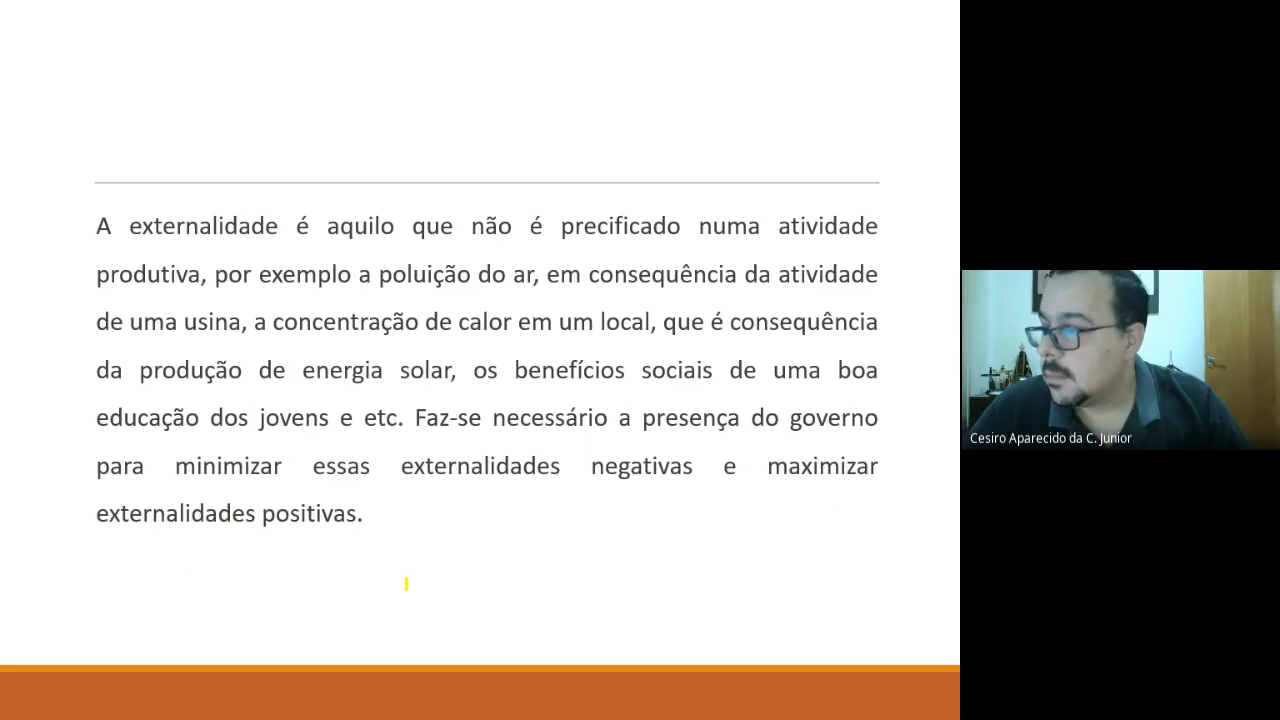 A externalidade é aquilo que não é precificado numa atividade
produtiva, por exemplo a poluição do ar, em consequência da atividade
de uma usina, a concentração de calor em um local, que é consequência
da produção de energia solar, os benefícios sociais de uma boa
educação dos jovens e etc. Faz-se necessário a presença do governo
para minimizar essas externalidades negativas e maximizar
externalidades positivas.
Cesiro Aparecido da C. Junior